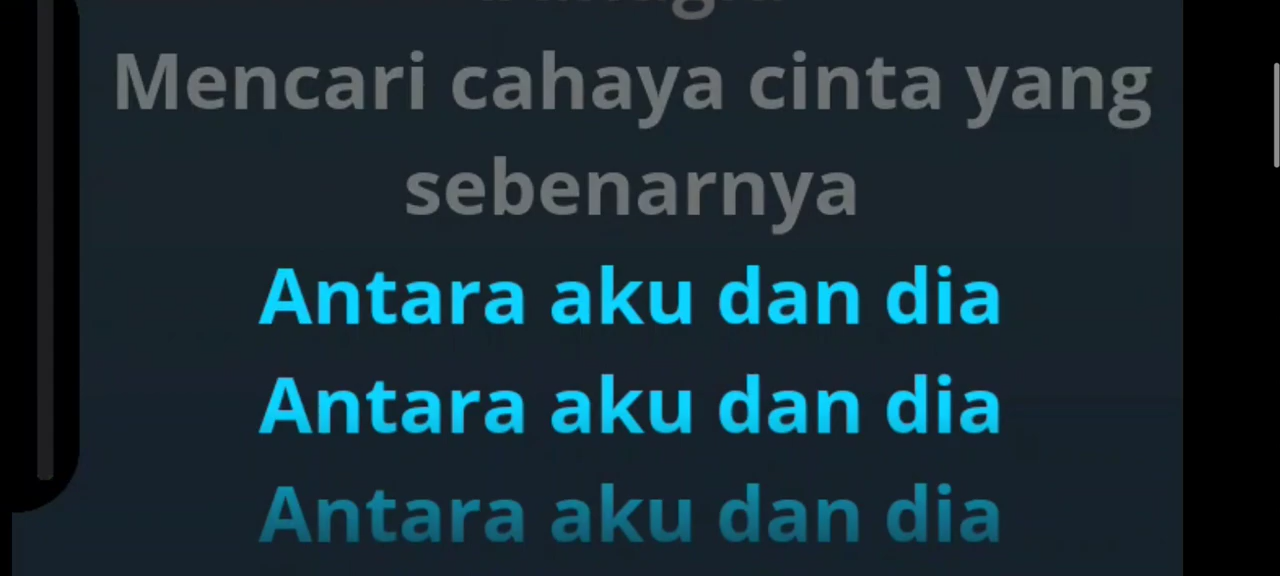 Mencari cahaya cinta yang
sebenarnya
Antara aku dan dia
Antara aku dan dia
Antara aku dan dia